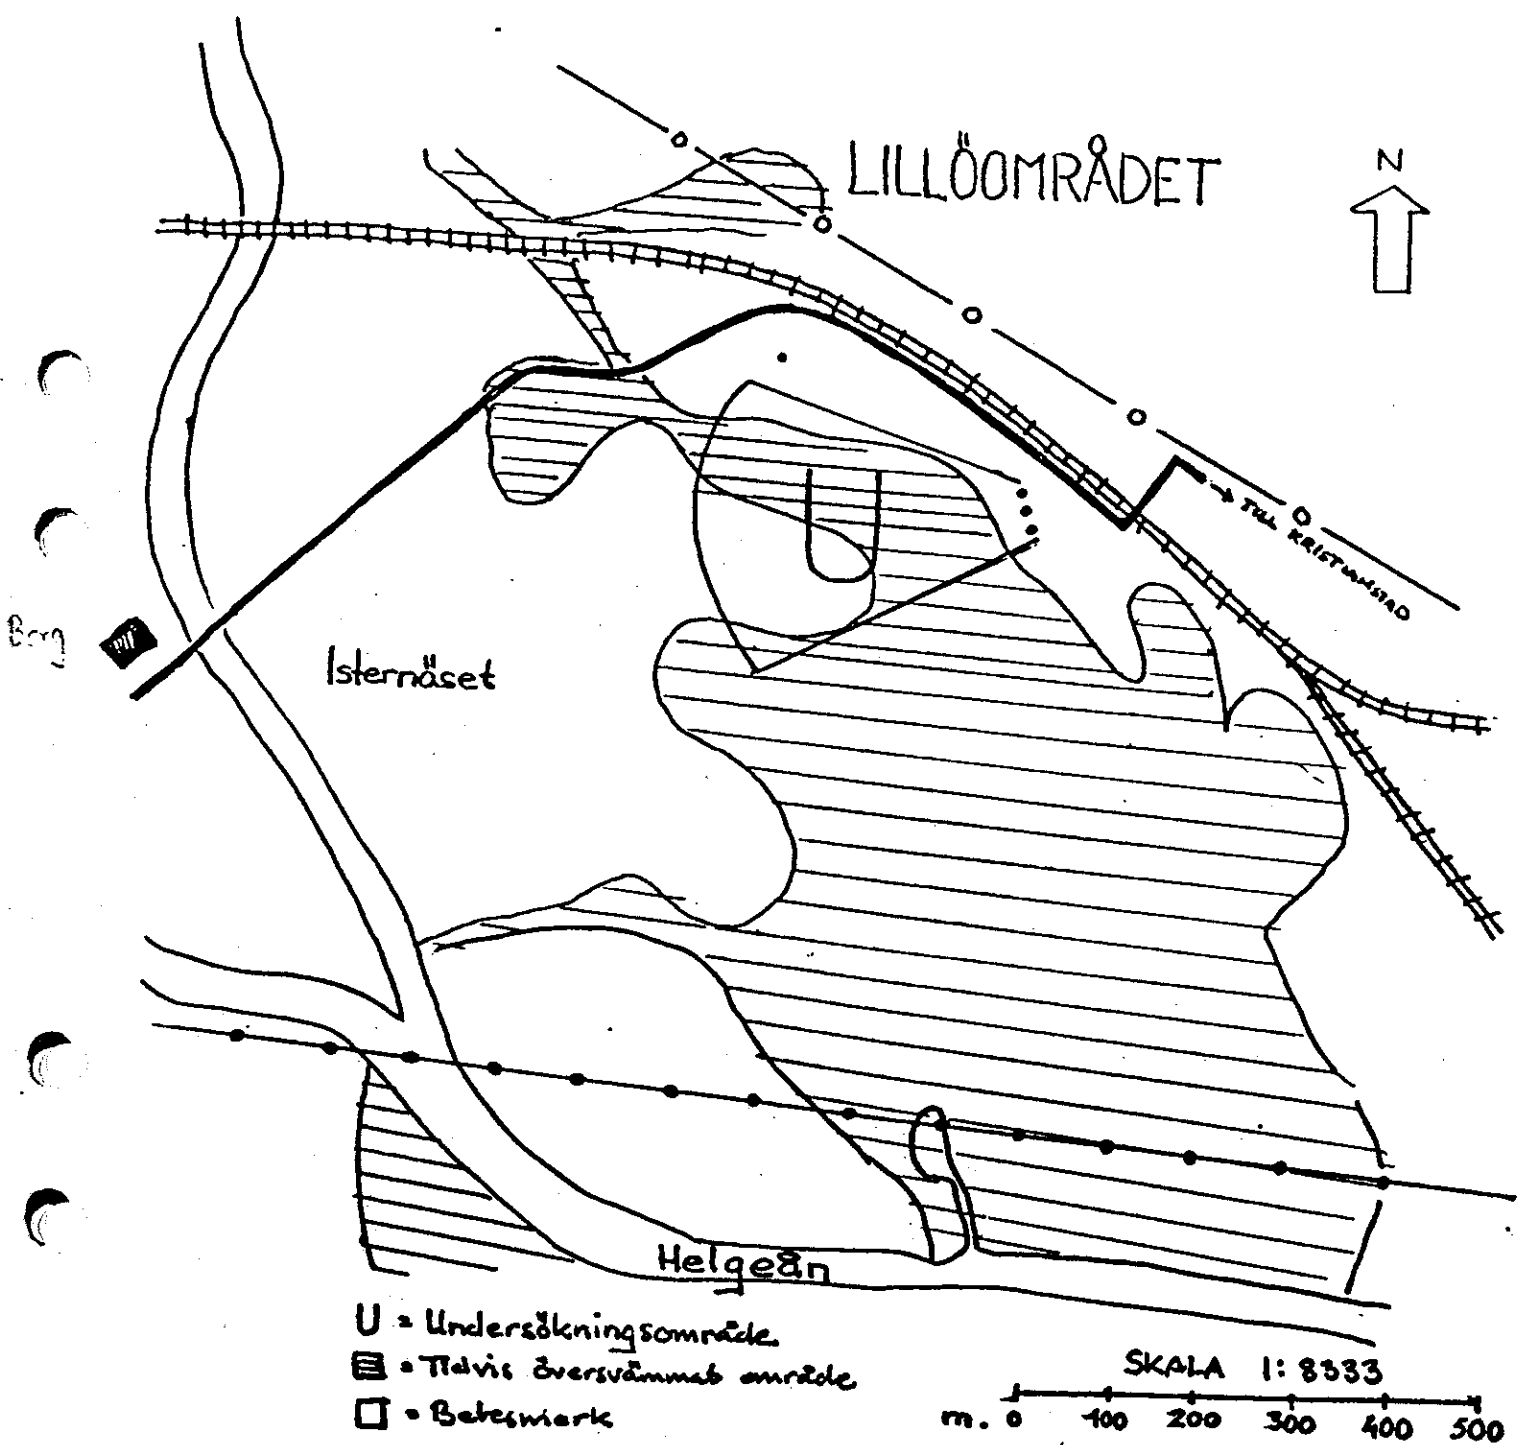 LILLÖOMRÅDET
N
TILL KRISTIANSTAD
Berg
Isternäset
U
Helgeån
U = Undersökningsområde
= Tidvis översvämmat område
= Betesmark
SKALA 1:8333
m. 0 100 200 300 400 500